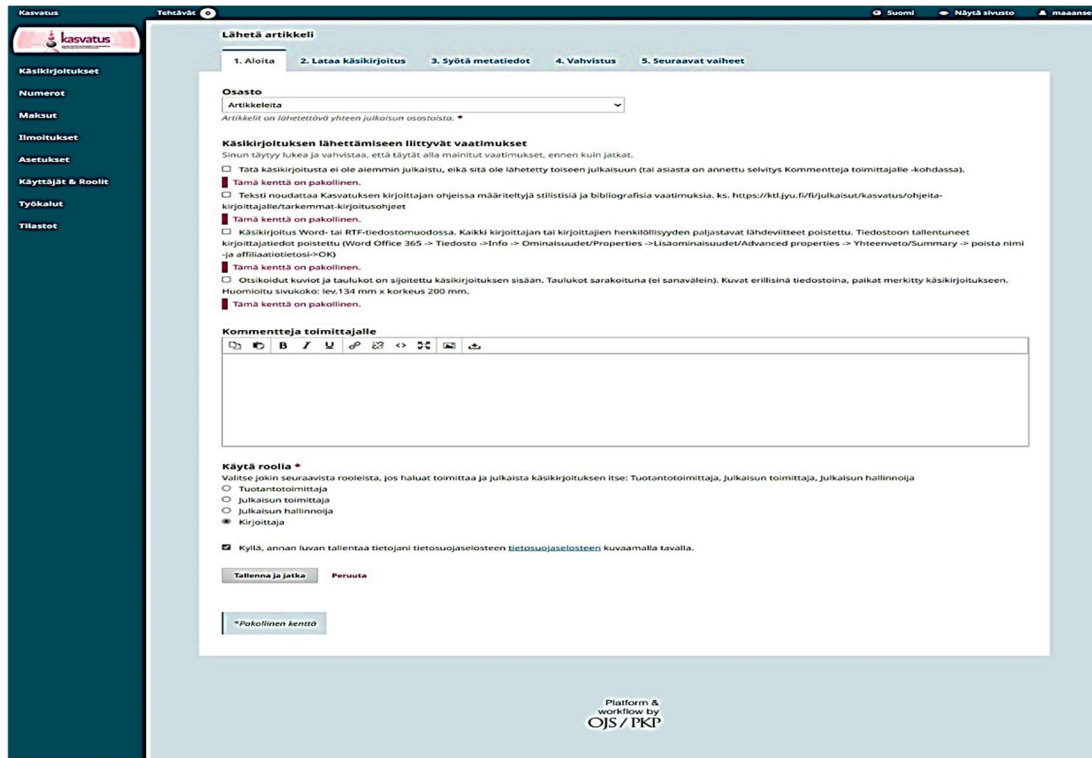 Kasvatus
Tehtävät 0
Suomi
Näytä sivusto
maaanse
kasvatus
Käsikirjoitukset
Numerot
Maksut
Ilmoitukset
Asetukset
Käyttäjät & Roolit
Työkalut
Tilastot
Lähetä artikkeli
1. Aloita
2. Lataa käsikirjoitus
3. Syötä metatiedot
4. Vahvistus
5. Seuraavat vaiheet
Osasto
Artikkeleita
Artikkelit on lähetettävä yhteen julkaisun osastoista. *
Käsikirjoituksen lähettämiseen liittyvät vaatimukset
Sinun täytyy lukea ja vahvistaa, että täytät alla mainitut vaatimukset, ennen kuin jatkat.
Tätä käsikirjoitusta ei ole aiemmin julkaistu, eikä sitä ole lähetetty toiseen julkaisuun (tai asiasta on annettu selvitys Kommentteja toimittajalle -kohdassa).
Tämä kenttä on pakollinen.
Teksti noudattaa Kasvatuksen kirjoittajan ohjeissa määriteltyjä stilistisiä ja bibliografisia vaatimuksia. ks. https://ktl.jyu.fi/fi/julkaisut/kasvatus/ohjeita-
kirjoittajalle/tarkemmat-kirjoitusohjeet
Tämä kenttä on pakollinen.
Käsikirjoitus Word- tai RTF-tiedostomuodossa. Kaikki kirjoittajan tai kirjoittajien henkilöllisyyden paljastavat lähdeviitteet poistettu. Tiedostoon tallentuneet
kirjoittajatiedot poistettu (Word Office 365 -> Tiedosto ->Info -> Ominaisuudet/Properties ->Lisäominaisuudet/Advanced properties -> Yhteenveto/Summary -> poista nimi
-ja affiliaatiotietosi->OK)
Tämä kenttä on pakollinen.
Otsikoidut kuviot ja taulukot on sijoitettu käsikirjoituksen sisään. Taulukot sarakoituna (ei sanavälein). Kuvat erillisinä tiedostoina, paikat merkitty käsikirjoitukseen.
Huomioitu sivukoko: lev.134 mm x korkeus 200 mm.
Tämä kenttä on pakollinen.
Kommentteja toimittajalle
B I U
Käytä roolia *
Valitse jokin seuraavista rooleista, jos haluat toimittaa ja julkaista käsikirjoituksen itse: Tuotantotoimittaja, Julkaisun toimittaja, Julkaisun hallinnoija
Tuotantotoimittaja
Julkaisun toimittaja
Julkaisun hallinnoija
Kirjoittaja
Kyllä, annan luvan tallentaa tietojani tietosuojaselosteen tietosuojaselosteen kuvaamalla tavalla.
Tallenna ja jatka
Peruuta
*Pakollinen kenttä
Platform &
workflow by
OJS / PKP